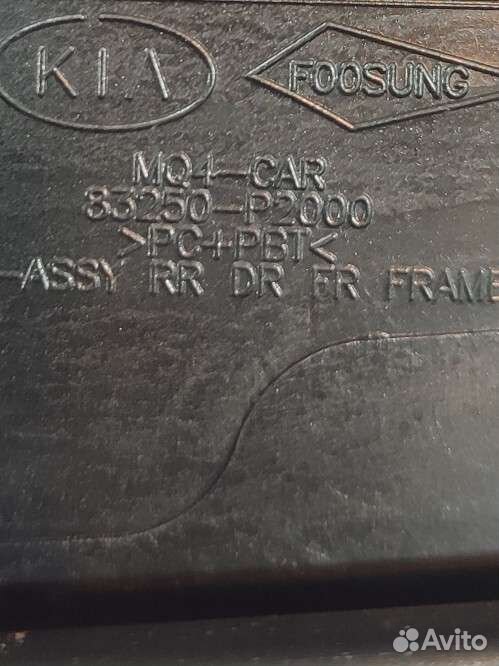 KIA FOOSUNG
MQ4-CAR
83250-P2000
>PC+PBT<
-ASSY RR DR FR FRAME
Avito